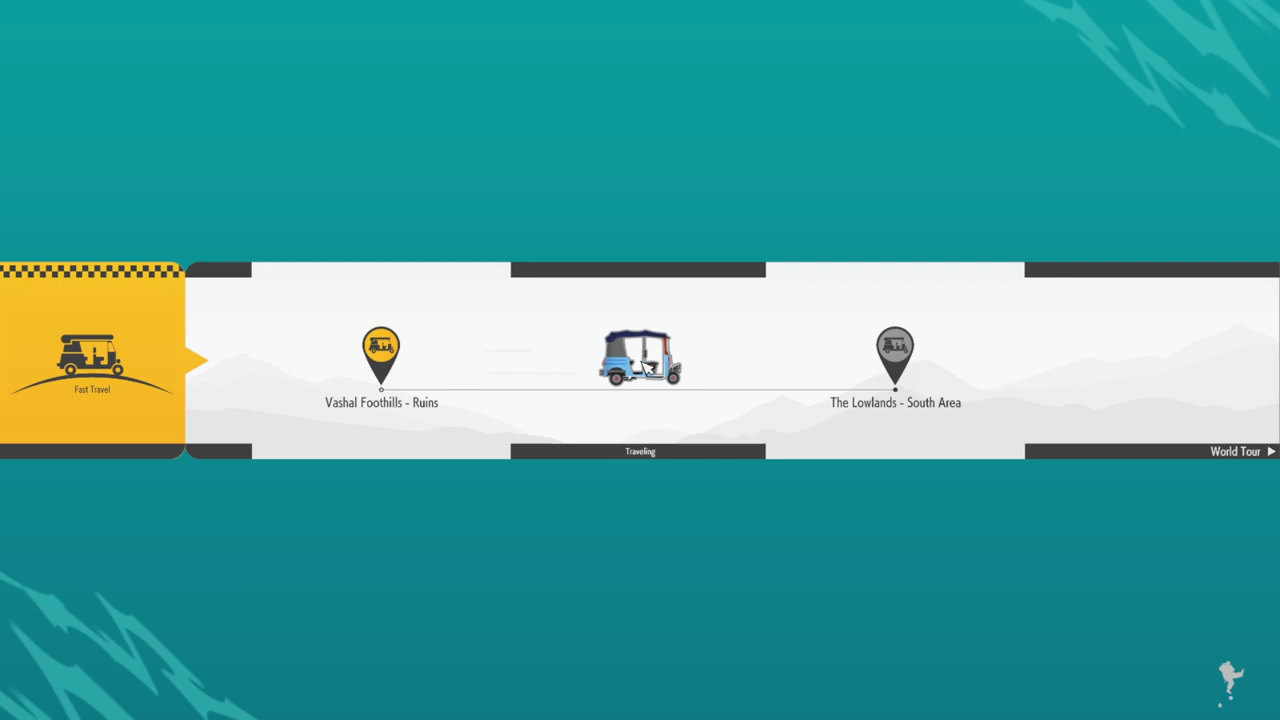 Fast Travel
Vashal Foothills - Ruins
The Lowlands - South Area
Traveling
World Tour